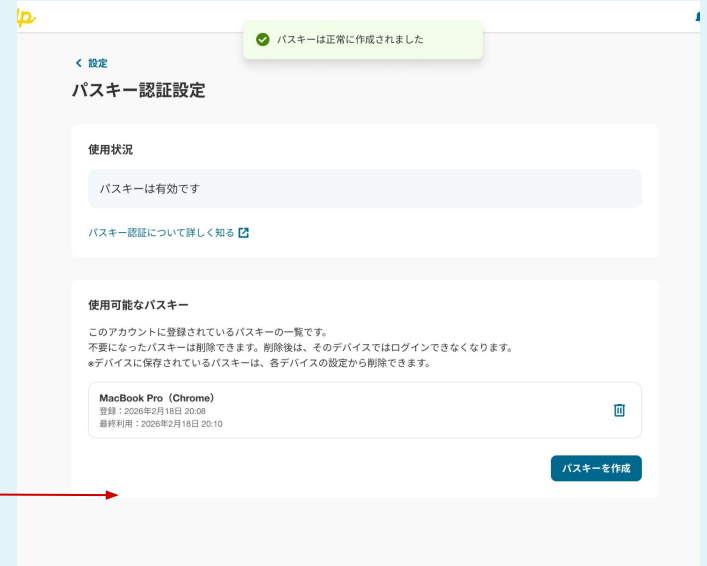 パスキーは正常に作成されました
設定
パスキー認証設定
使用状況
パスキーは有効です
パスキー認証について詳しく知る
使用可能なパスキー
このアカウントに登録されているパスキーの一覧です。
不要になったパスキーは削除できます。削除後は、そのデバイスではログインできなくなります。
※デバイスに保存されているパスキーは、各デバイスの設定から削除できます。
MacBook Pro（Chrome）
登録：2026年2月18日 20:08
最終利用：2026年2月18日 20:10
パスキーを作成